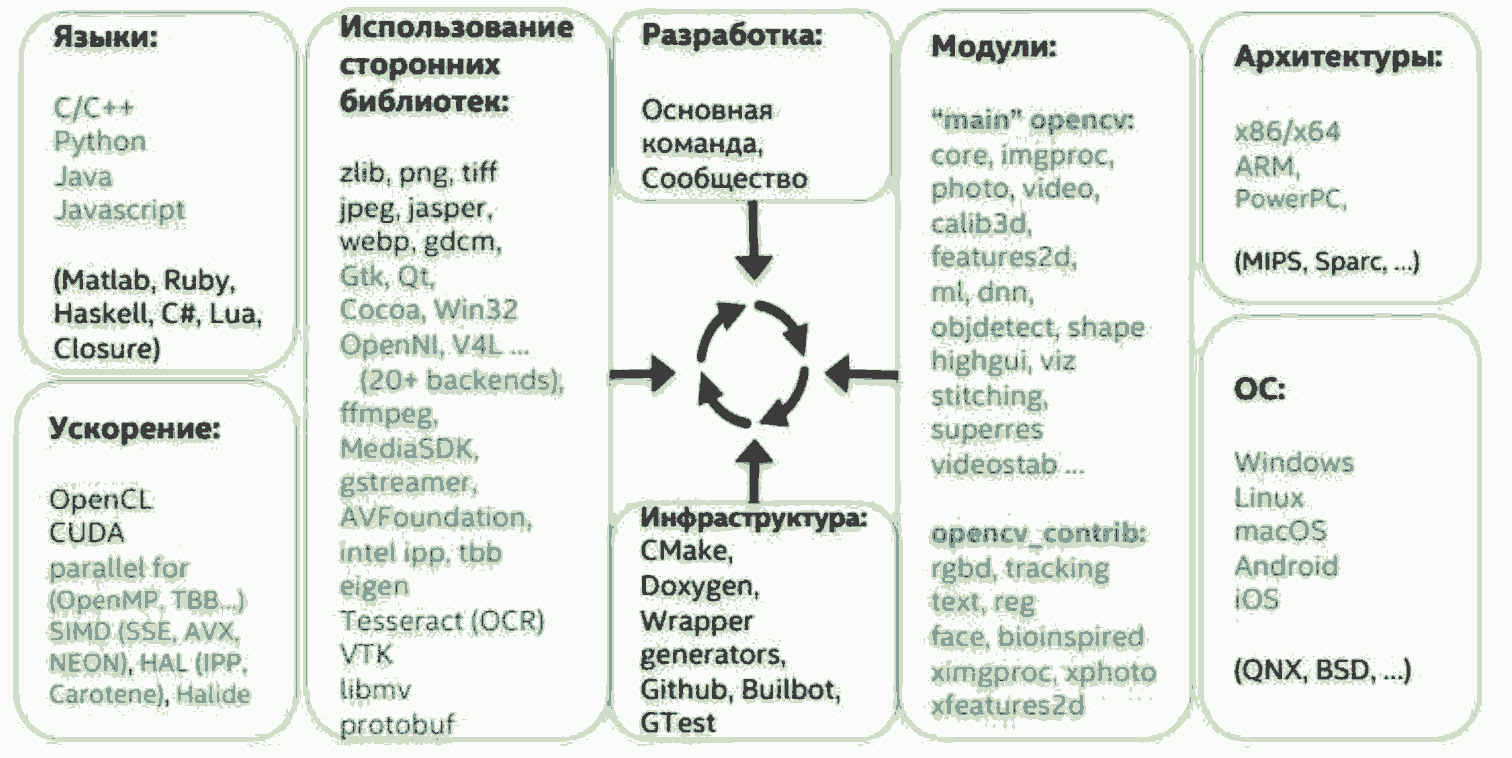 Языки:
C/C++
Python
Java
Javascript
(Matlab, Ruby,
Haskell, C#, Lua,
Closure)
Ускорение:
OpenCL
CUDA
parallel for
(OpenMP, TBB...)
SIMD (SSE, AVX,
NEON), HAL (IPP,
Carotene), Halide
Использование
сторонних
библиотек:
zlib, png, tiff
jpeg, jasper,
webp, gdcm,
Gtk, Qt,
Cocoa, Win32
OpenNI, V4L ...
(20+ backends),
ffmpeg,
MediaSDK,
gstreamer,
AVFoundation,
intel ipp, tbb
eigen
Tesseract (OCR)
VTK
libmv
protobuf
Разработка:
Основная
команда,
Сообщество
Инфраструктура:
CMake,
Doxygen,
Wrapper
generators,
Github, Builbot,
GTest
Модули:
"main" opencv:
core, imgproc,
photo, video,
calib3d,
features2d,
ml, dnn,
objdetect, shape
highgui, viz
stitching,
superres
videostab ...
opencv_contrib:
rgbd, tracking
text, reg
face, bioinspired
ximgproc, xphoto
xfeatures2d
Архитектуры:
x86/x64
ARM,
PowerPC,
(MIPS, Sparc, ...)
ОС:
Windows
Linux
macOS
Android
iOS
(QNX, BSD, ...)